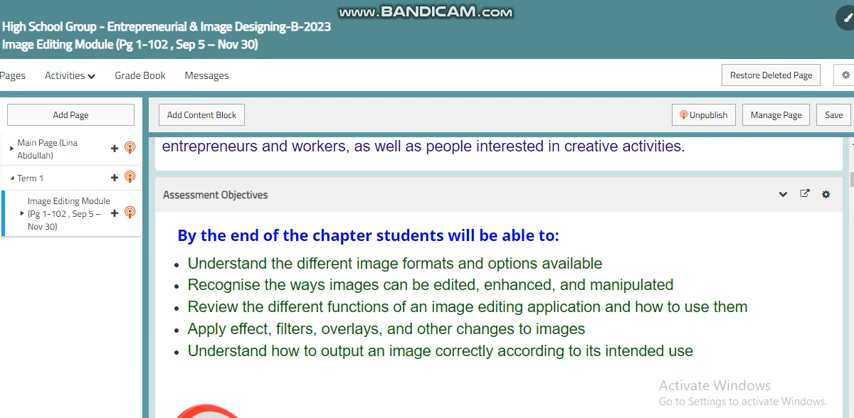 www.BANDICAM.com
High School Group - Entrepreneurial & Image Designing-B-2023
Image Editing Module (Pg 1-102 , Sep 5 – Nov 30)
Pages Activities Grade Book Messages Restore Deleted Page
Add Page Add Content Block Unpublish Manage Page Save
Main Page (Lina
Abdullah)
Term 1
Image Editing Module
(Pg 1-102 , Sep 5 –
Nov 30)
entrepreneurs and workers, as well as people interested in creative activities.
Assessment Objectives
By the end of the chapter students will be able to:
• Understand the different image formats and options available
• Recognise the ways images can be edited, enhanced, and manipulated
• Review the different functions of an image editing application and how to use them
• Apply effect, filters, overlays, and other changes to images
• Understand how to output an image correctly according to its intended use
Activate Windows
Go to Settings to activate Windows.